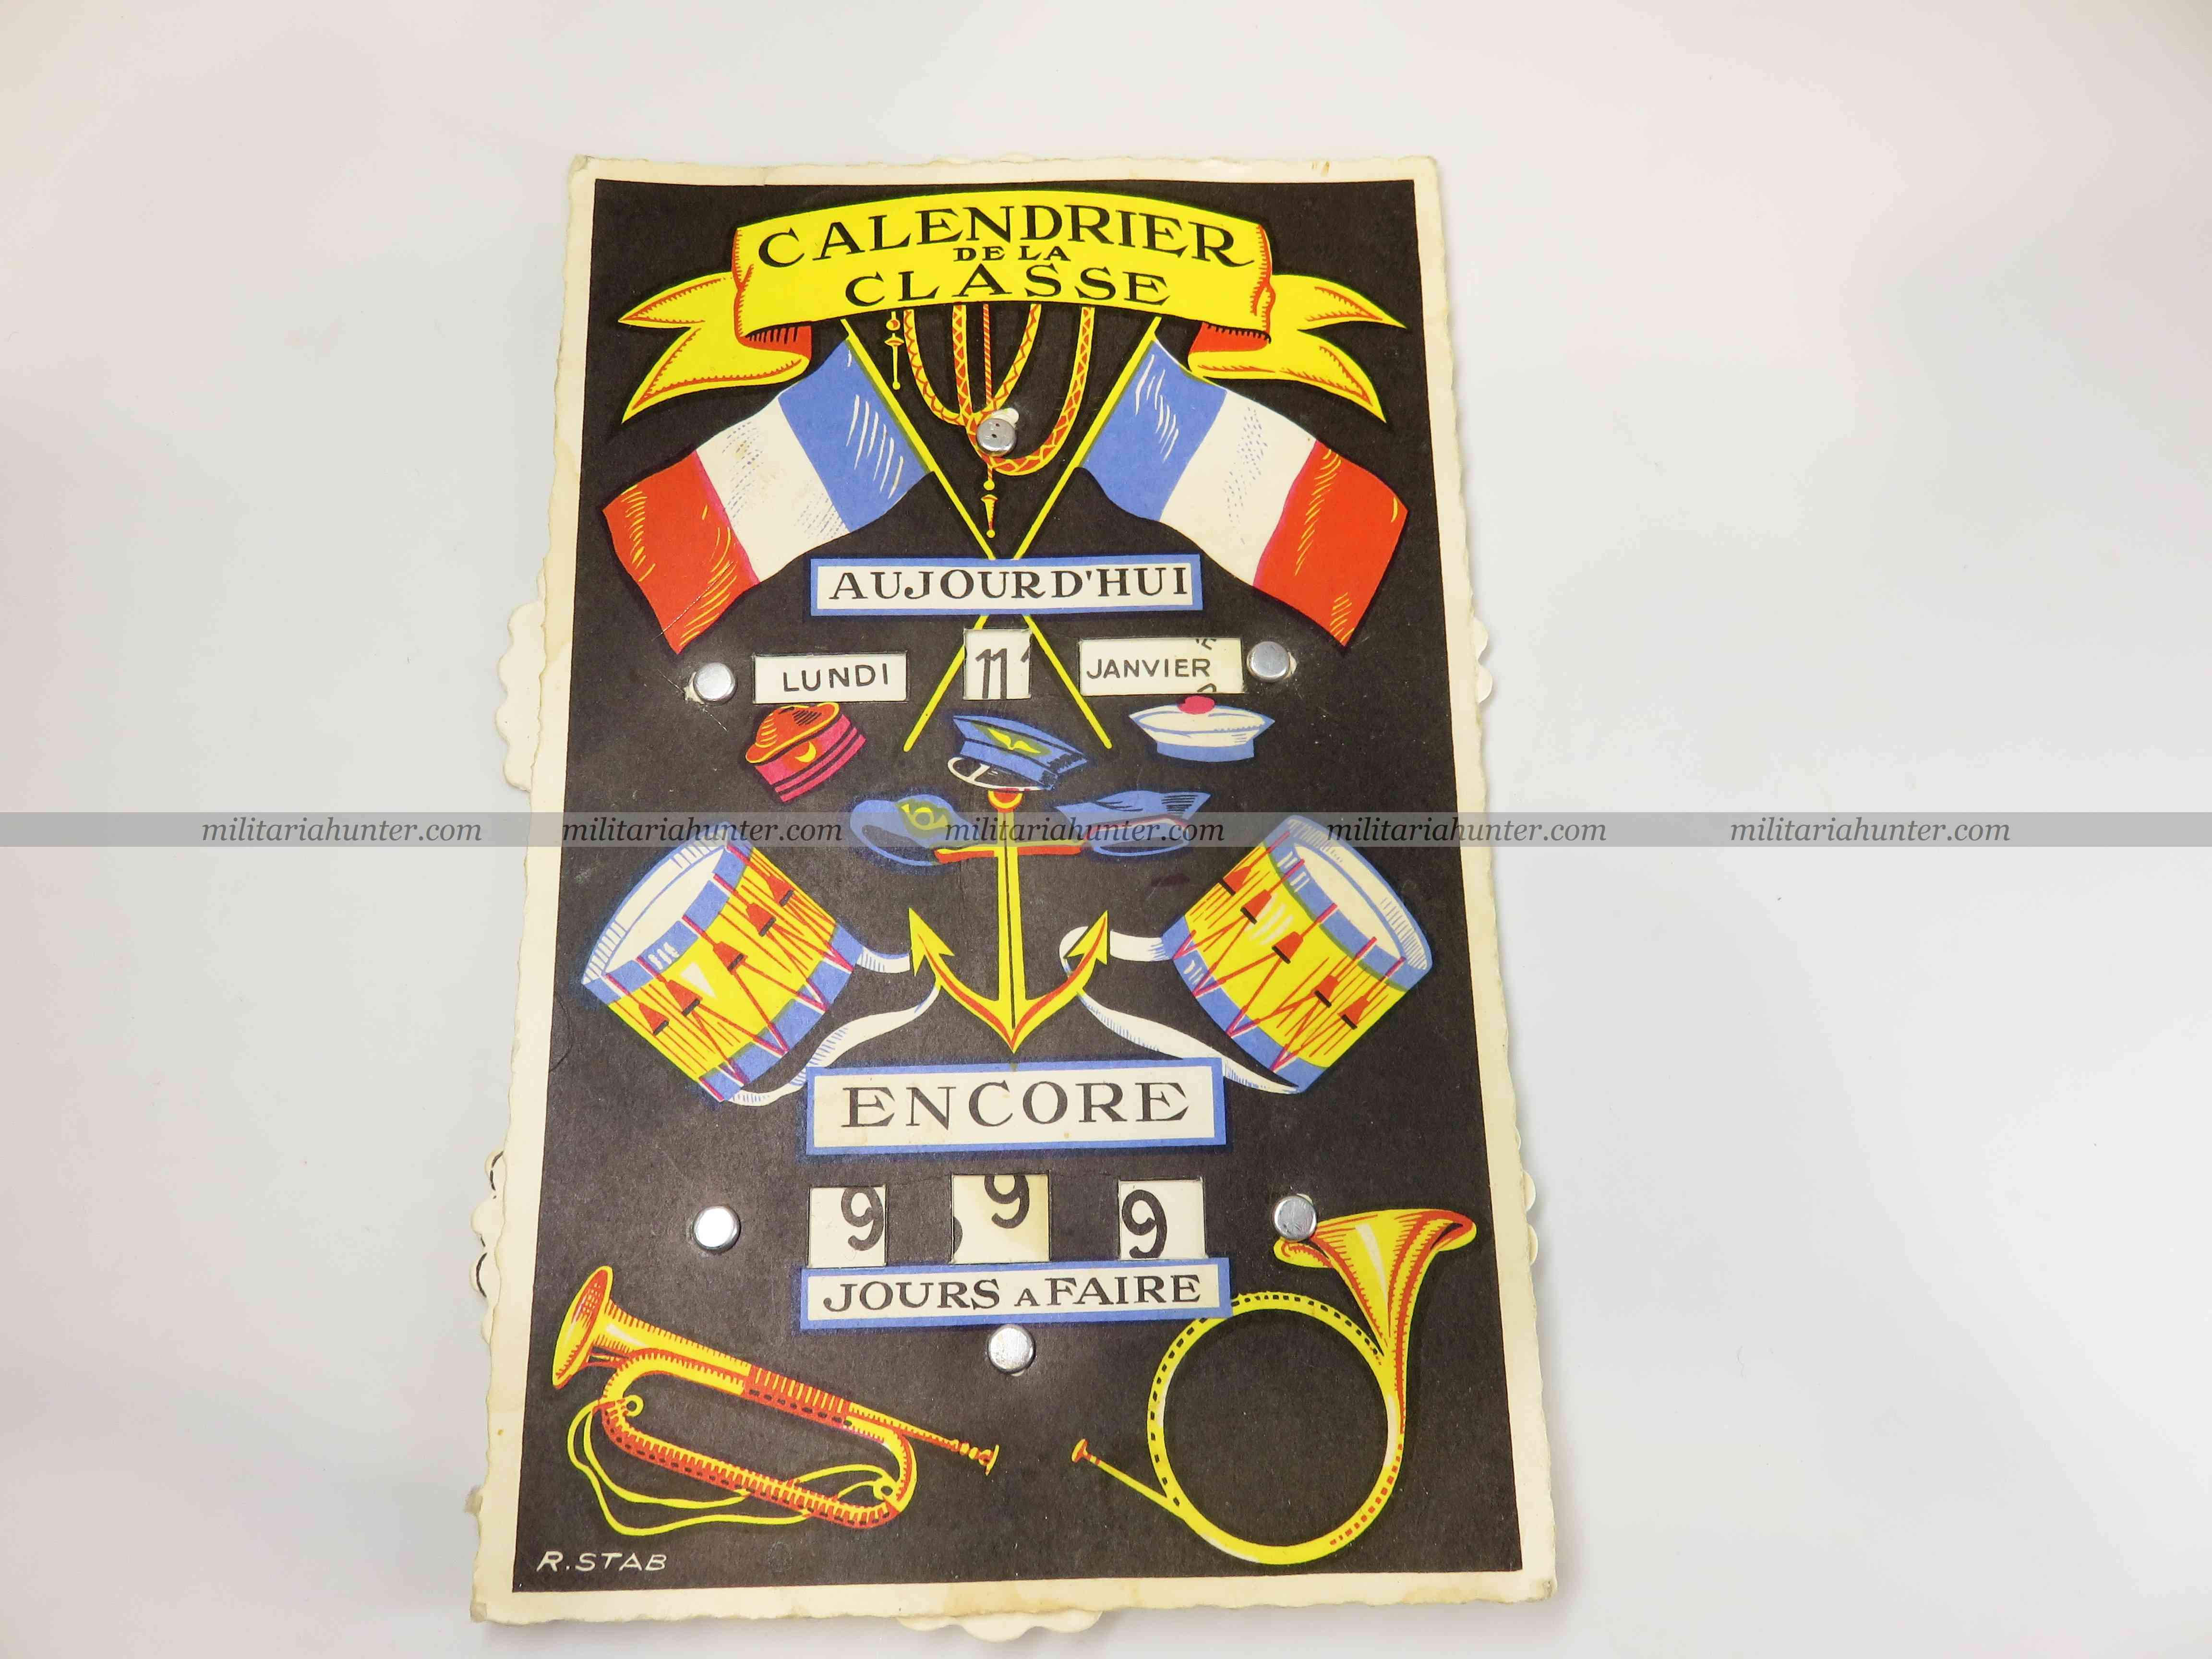 CALENDRIER
DE LA
CLASSE
AUJOURD'HUI
LUNDI 11 JANVIER
militariahunter.com militariahunter.com militariahunter.com militariahunter.com militariahunter.com
ENCORE
9 9 9
JOURS A FAIRE
R.STAB